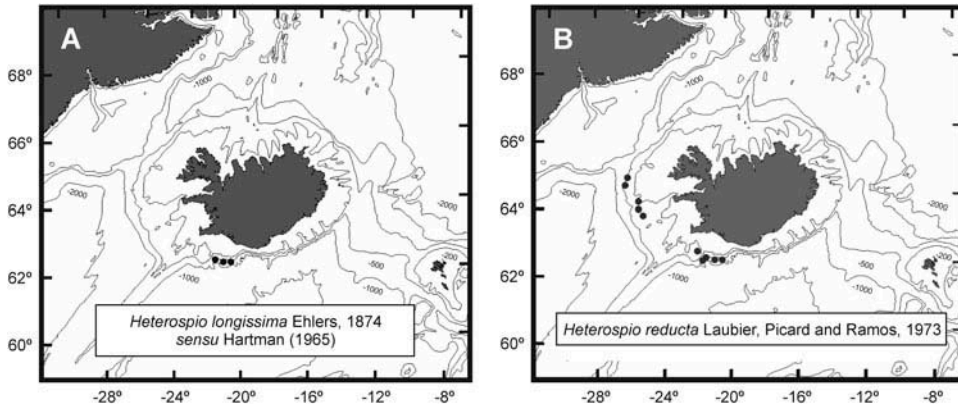 A
68º
66º
64º
62º
60º
-1000
-2000
-2000
-200
-500
-1000
-1000
Heterospio longissima Ehlers, 1874
sensu Hartman (1965)
-28º -24º -20º -16º -12º -8º
B
68º
66º
64º
62º
60º
-1000
-2000
-2000
-200
-500
-1000
-1000
Heterospio reducta Laubier, Picard and Ramos, 1973
-28º -24º -20º -16º -12º -8º